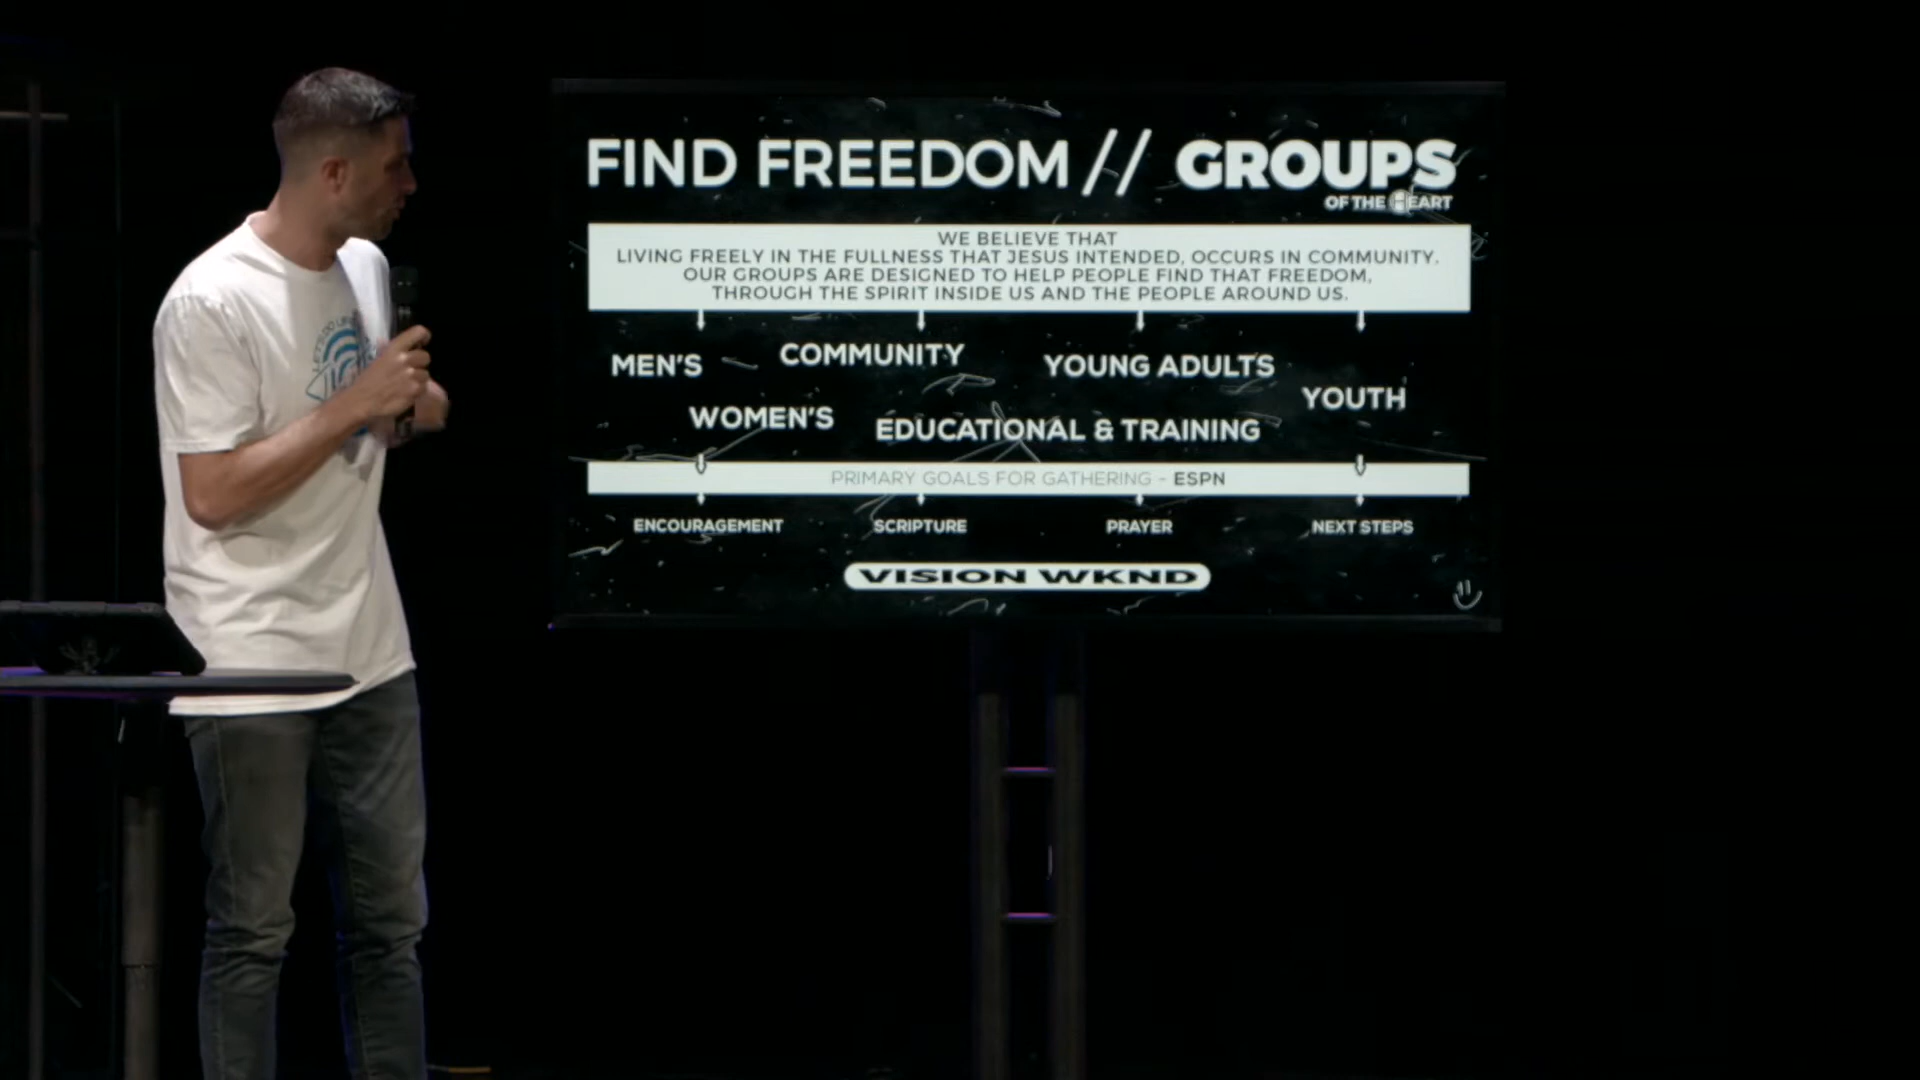 FIND FREEDOM // GROUPS
OF THE HEART
WE BELIEVE THAT
LIVING FREELY IN THE FULLNESS THAT JESUS INTENDED, OCCURS IN COMMUNITY.
OUR GROUPS ARE DESIGNED TO HELP PEOPLE FIND THAT FREEDOM,
THROUGH THE SPIRIT INSIDE US AND THE PEOPLE AROUND US.
MEN'S
COMMUNITY
YOUNG ADULTS
YOUTH
WOMEN'S
EDUCATIONAL & TRAINING
PRIMARY GOALS FOR GATHERING - ESPN
ENCOURAGEMENT
SCRIPTURE
PRAYER
NEXT STEPS
VISION WKND